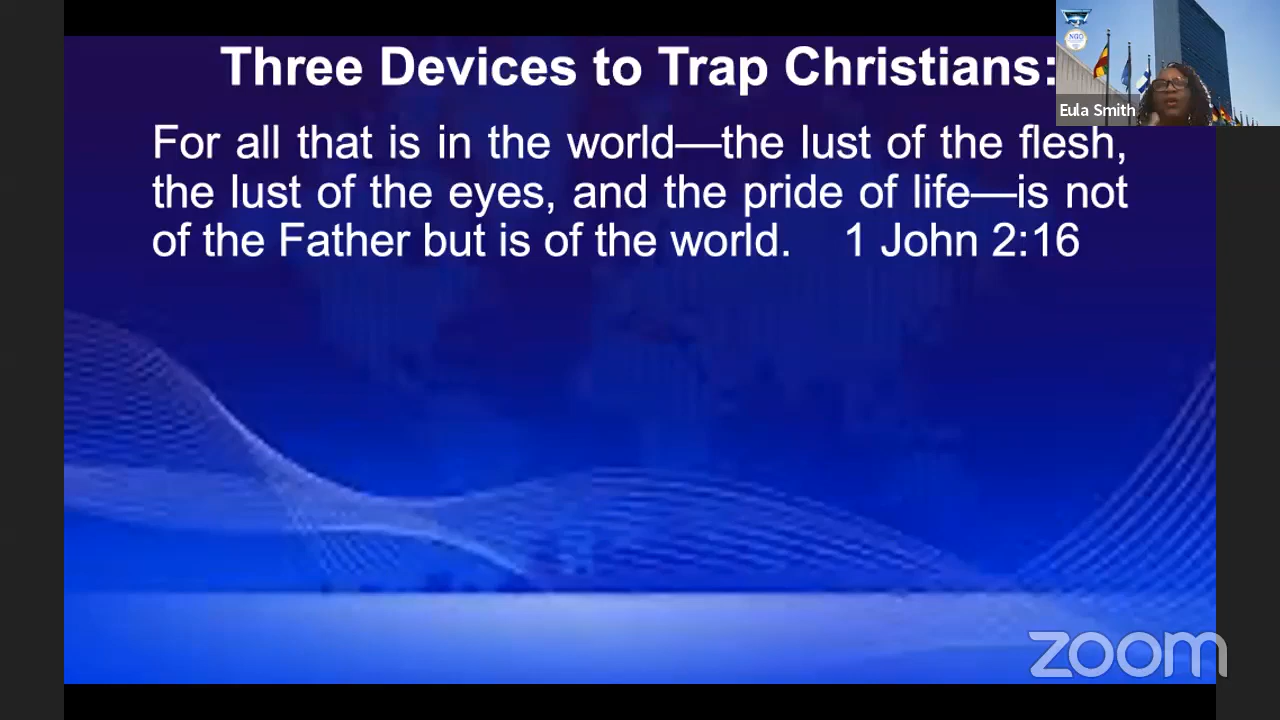 Three Devices to Trap Christians:
For all that is in the world—the lust of the flesh,
the lust of the eyes, and the pride of life—is not
of the Father but is of the world. 1 John 2:16
NGO
Eula Smith
zoom